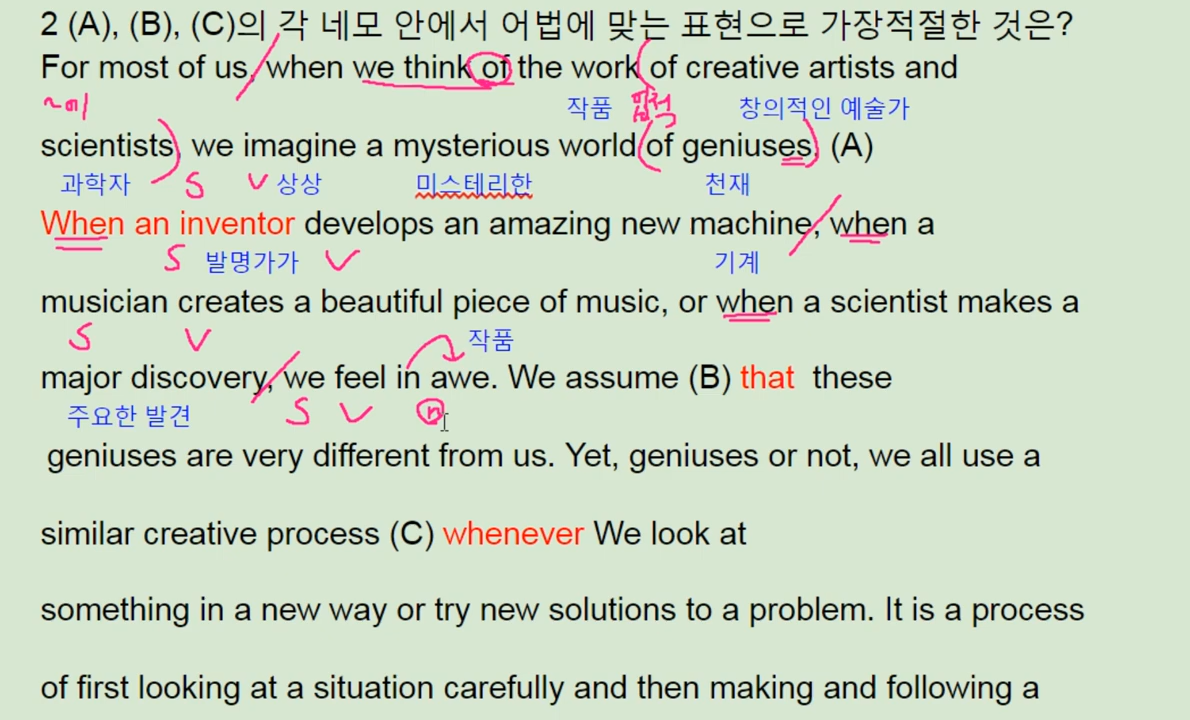 2 (A), (B), (C)의 각 네모 안에서 어법에 맞는 표현으로 가장적절한 것은?
For most of us, when we think of the work of creative artists and
~에 작품 창의적인 예술가
scientists, we imagine a mysterious world of geniuses. (A)
과학자 S V 상상 미스테리한 천재
When an inventor develops an amazing new machine, when a
S 발명가가 V 기계
musician creates a beautiful piece of music, or when a scientist makes a
S V 작품
major discovery, we feel in awe. We assume (B) that these
주요한 발견 S V n
geniuses are very different from us. Yet, geniuses or not, we all use a
similar creative process (C) whenever We look at
something in a new way or try new solutions to a problem. It is a process
of first looking at a situation carefully and then making and following a